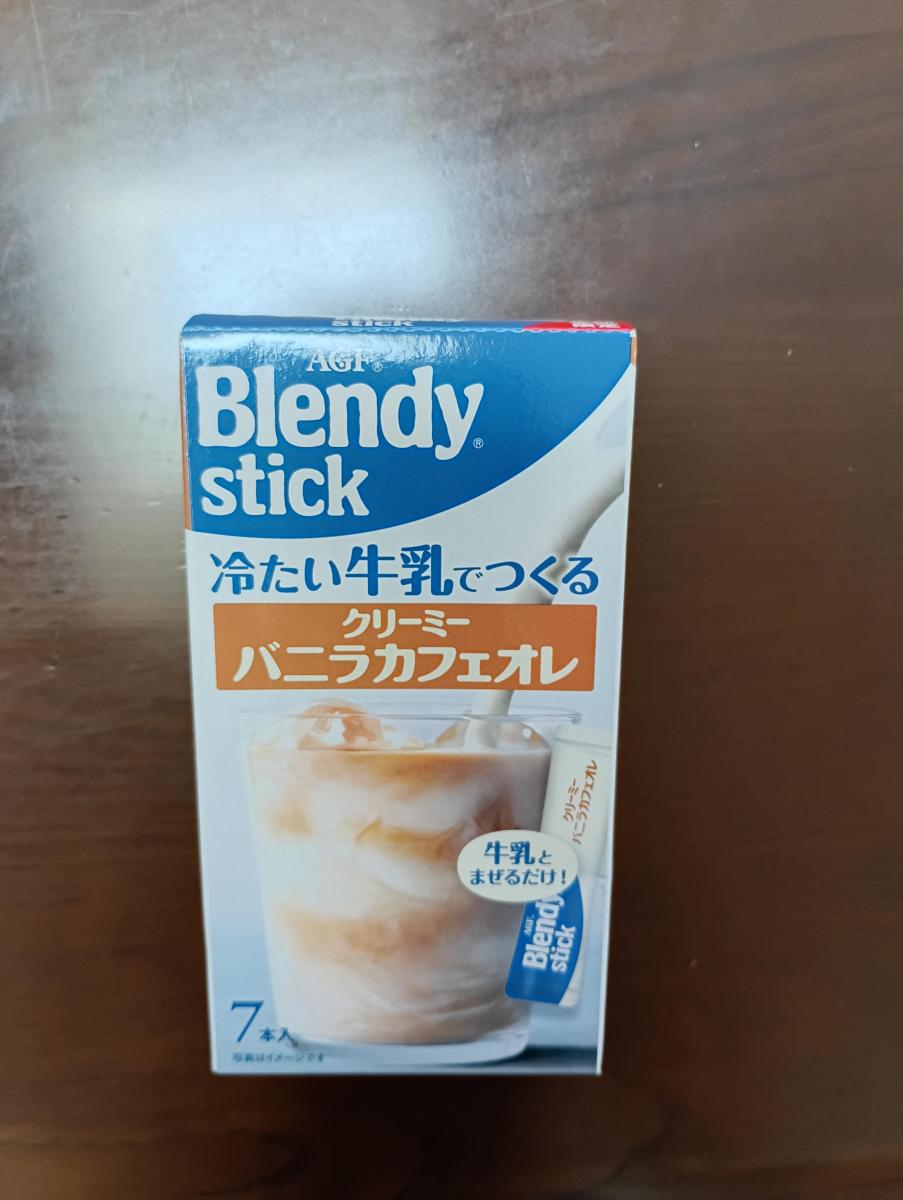 stick
限定
AGF®
Blendy®
stick
冷たい牛乳でつくる
クリーミー
バニラカフェオレ
クリーミー
バニラカフェオレ
牛乳と
まぜるだけ!
AGF
Blendy
stick
7本入
写真はイメージです